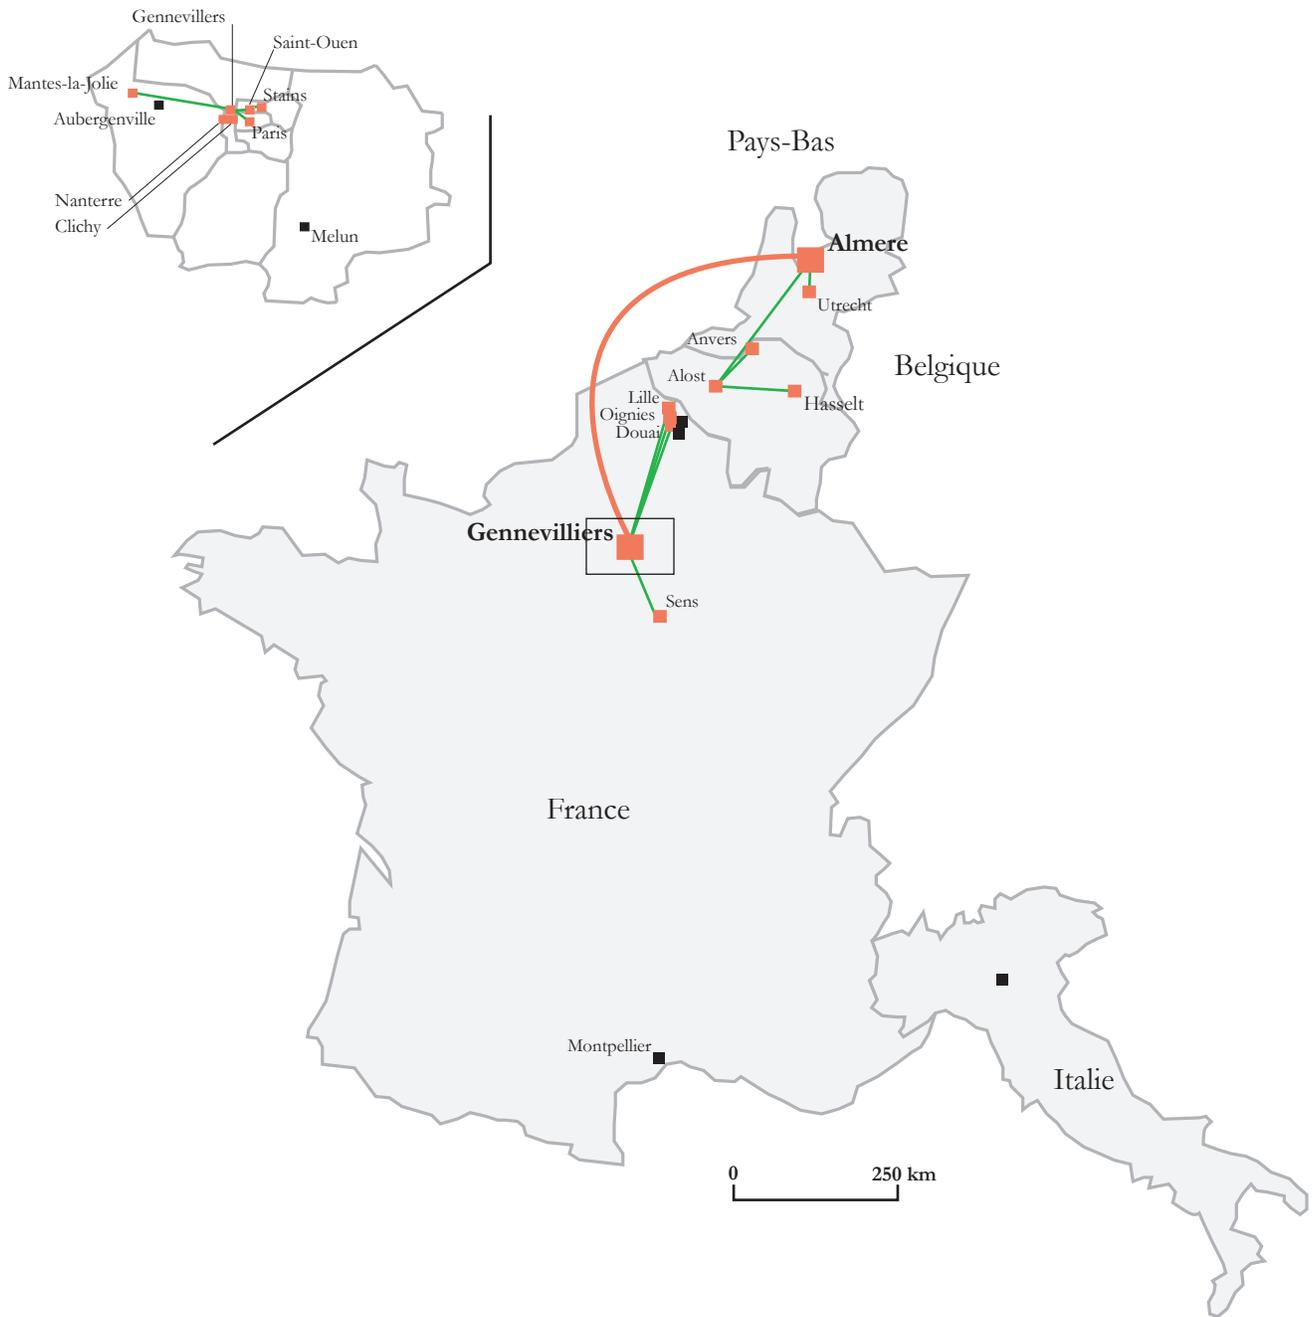 Gennevillers
Saint-Ouen
Mantes-la-Jolie
Stains
Aubergenville
Paris
Nanterre
Clichy
Melun
Pays-Bas
Almere
Utrecht
Anvers
Belgique
Alost
Hasselt
Lille
Oignies
Douai
Gennevilliers
Sens
France
Montpellier
Italie
0 250 km